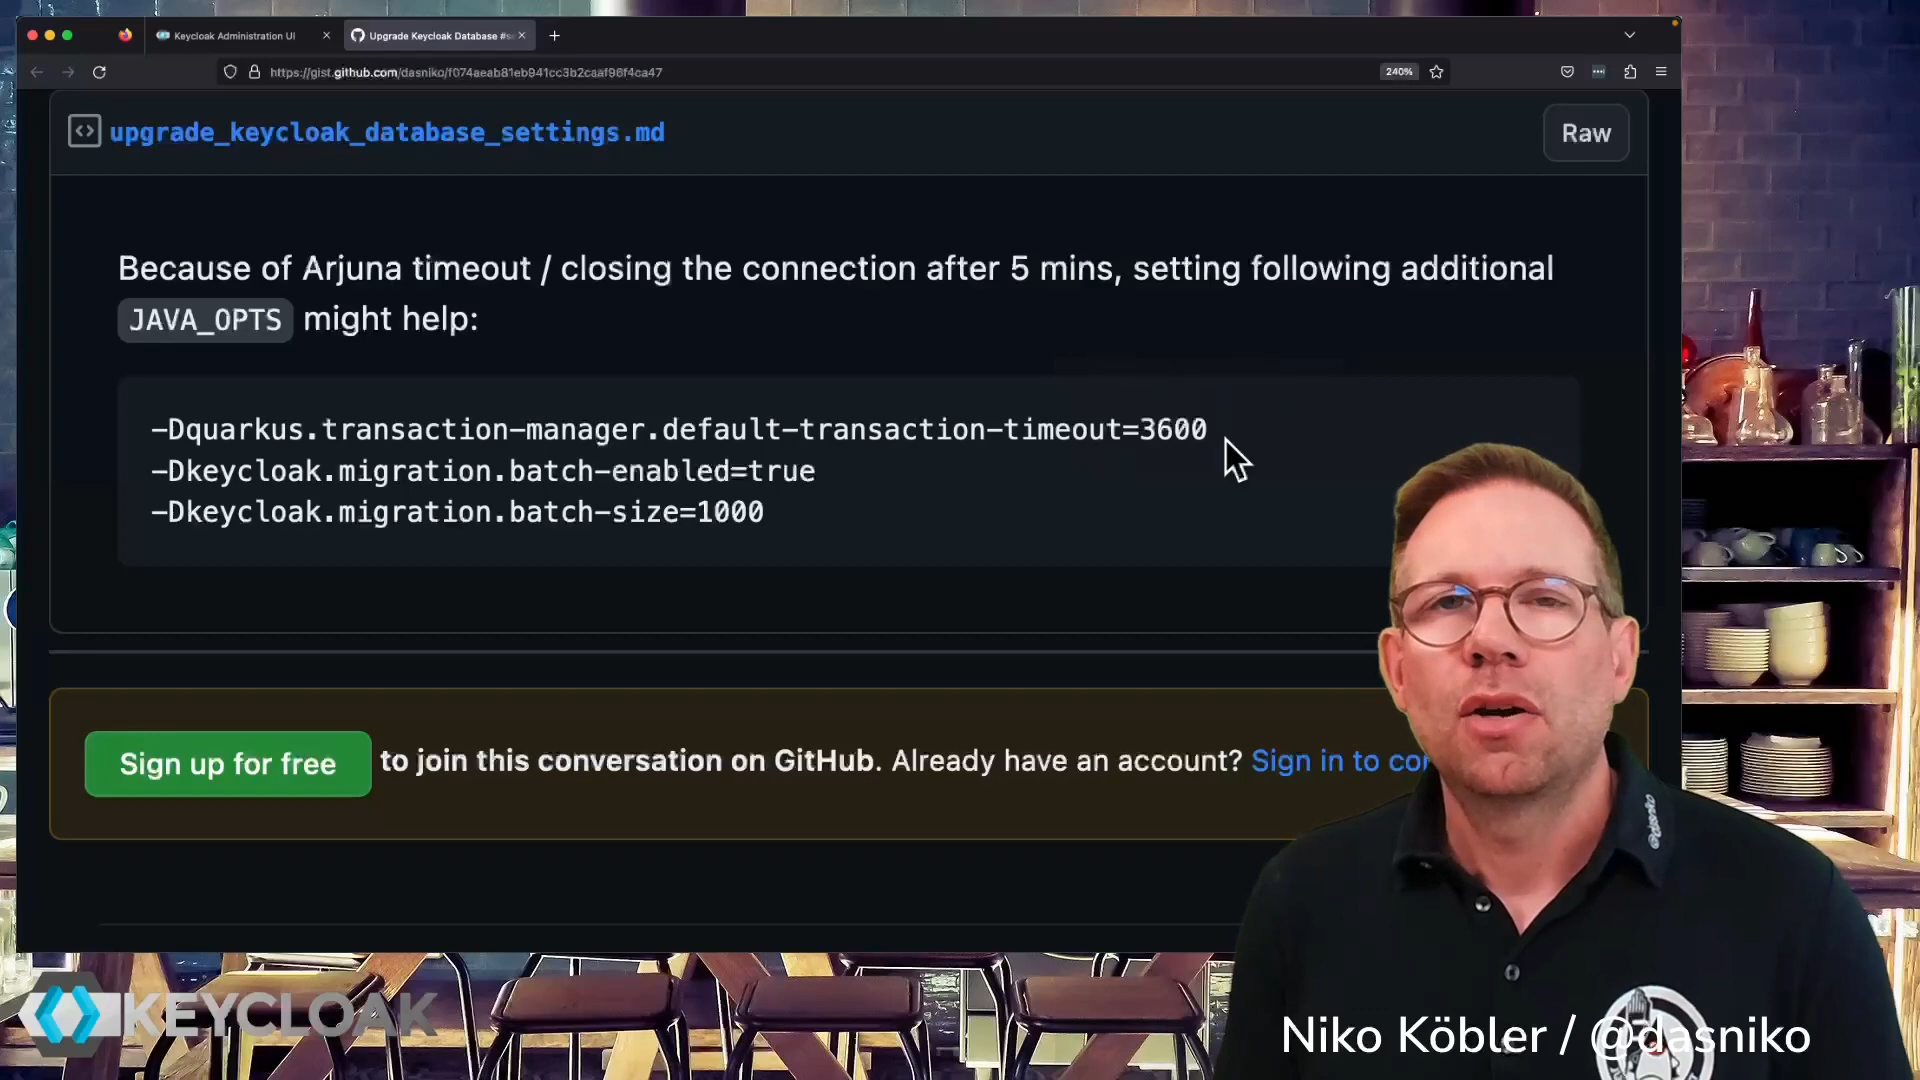 Keycloak Administration UI
Upgrade Keycloak Database #s
https://gist.github.com/dasniko/f074aeab81eb941cc3b2caaf96f4ca47
240%
upgrade_keycloak_database_settings.md
Raw
Because of Arjuna timeout / closing the connection after 5 mins, setting following additional
JAVA_OPTS might help:
-Dquarkus.transaction-manager.default-transaction-timeout=3600
-Dkeycloak.migration.batch-enabled=true
-Dkeycloak.migration.batch-size=1000
Sign up for free to join this conversation on GitHub. Already have an account? Sign in to co
@dasniko
KEYCLOAK
Niko Köbler / @dasniko